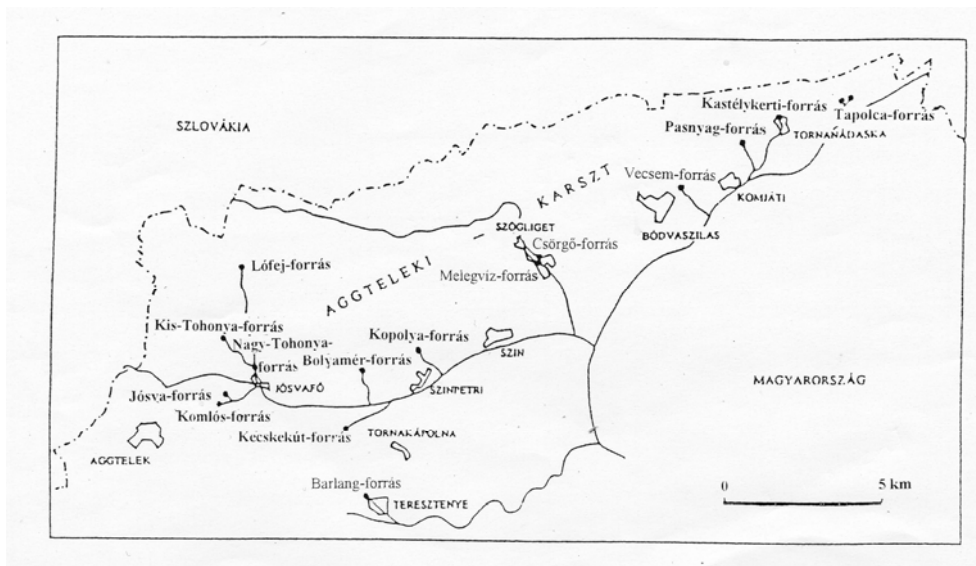 Kastélykerti-forrás
Tapolca-forrás
SZLOVÁKIA
Pasnyag-forrás
TORNANÁDASKA
KARSZT
Vecsem-forrás
KOMJÁTI
SZÖGLIGET
BÓDVASZILAS
Csörgő-forrás
Lófej-forrás
Melegvíz-forrás
AGGTELEKI
Kis-Tohonya-forrás
Nagy-Tohonya-
forrás
Kopolya-forrás
SZIN
Bolyamér-forrás
JÓSVAFŐ
SZINPETRI
MAGYARORSZÁG
Jósva-forrás
Komlós-forrás
Kecskekút-forrás
TORNAKÁPOLNA
AGGTELEK
Barlang-forrás
TERESZTENYE
0 5 km